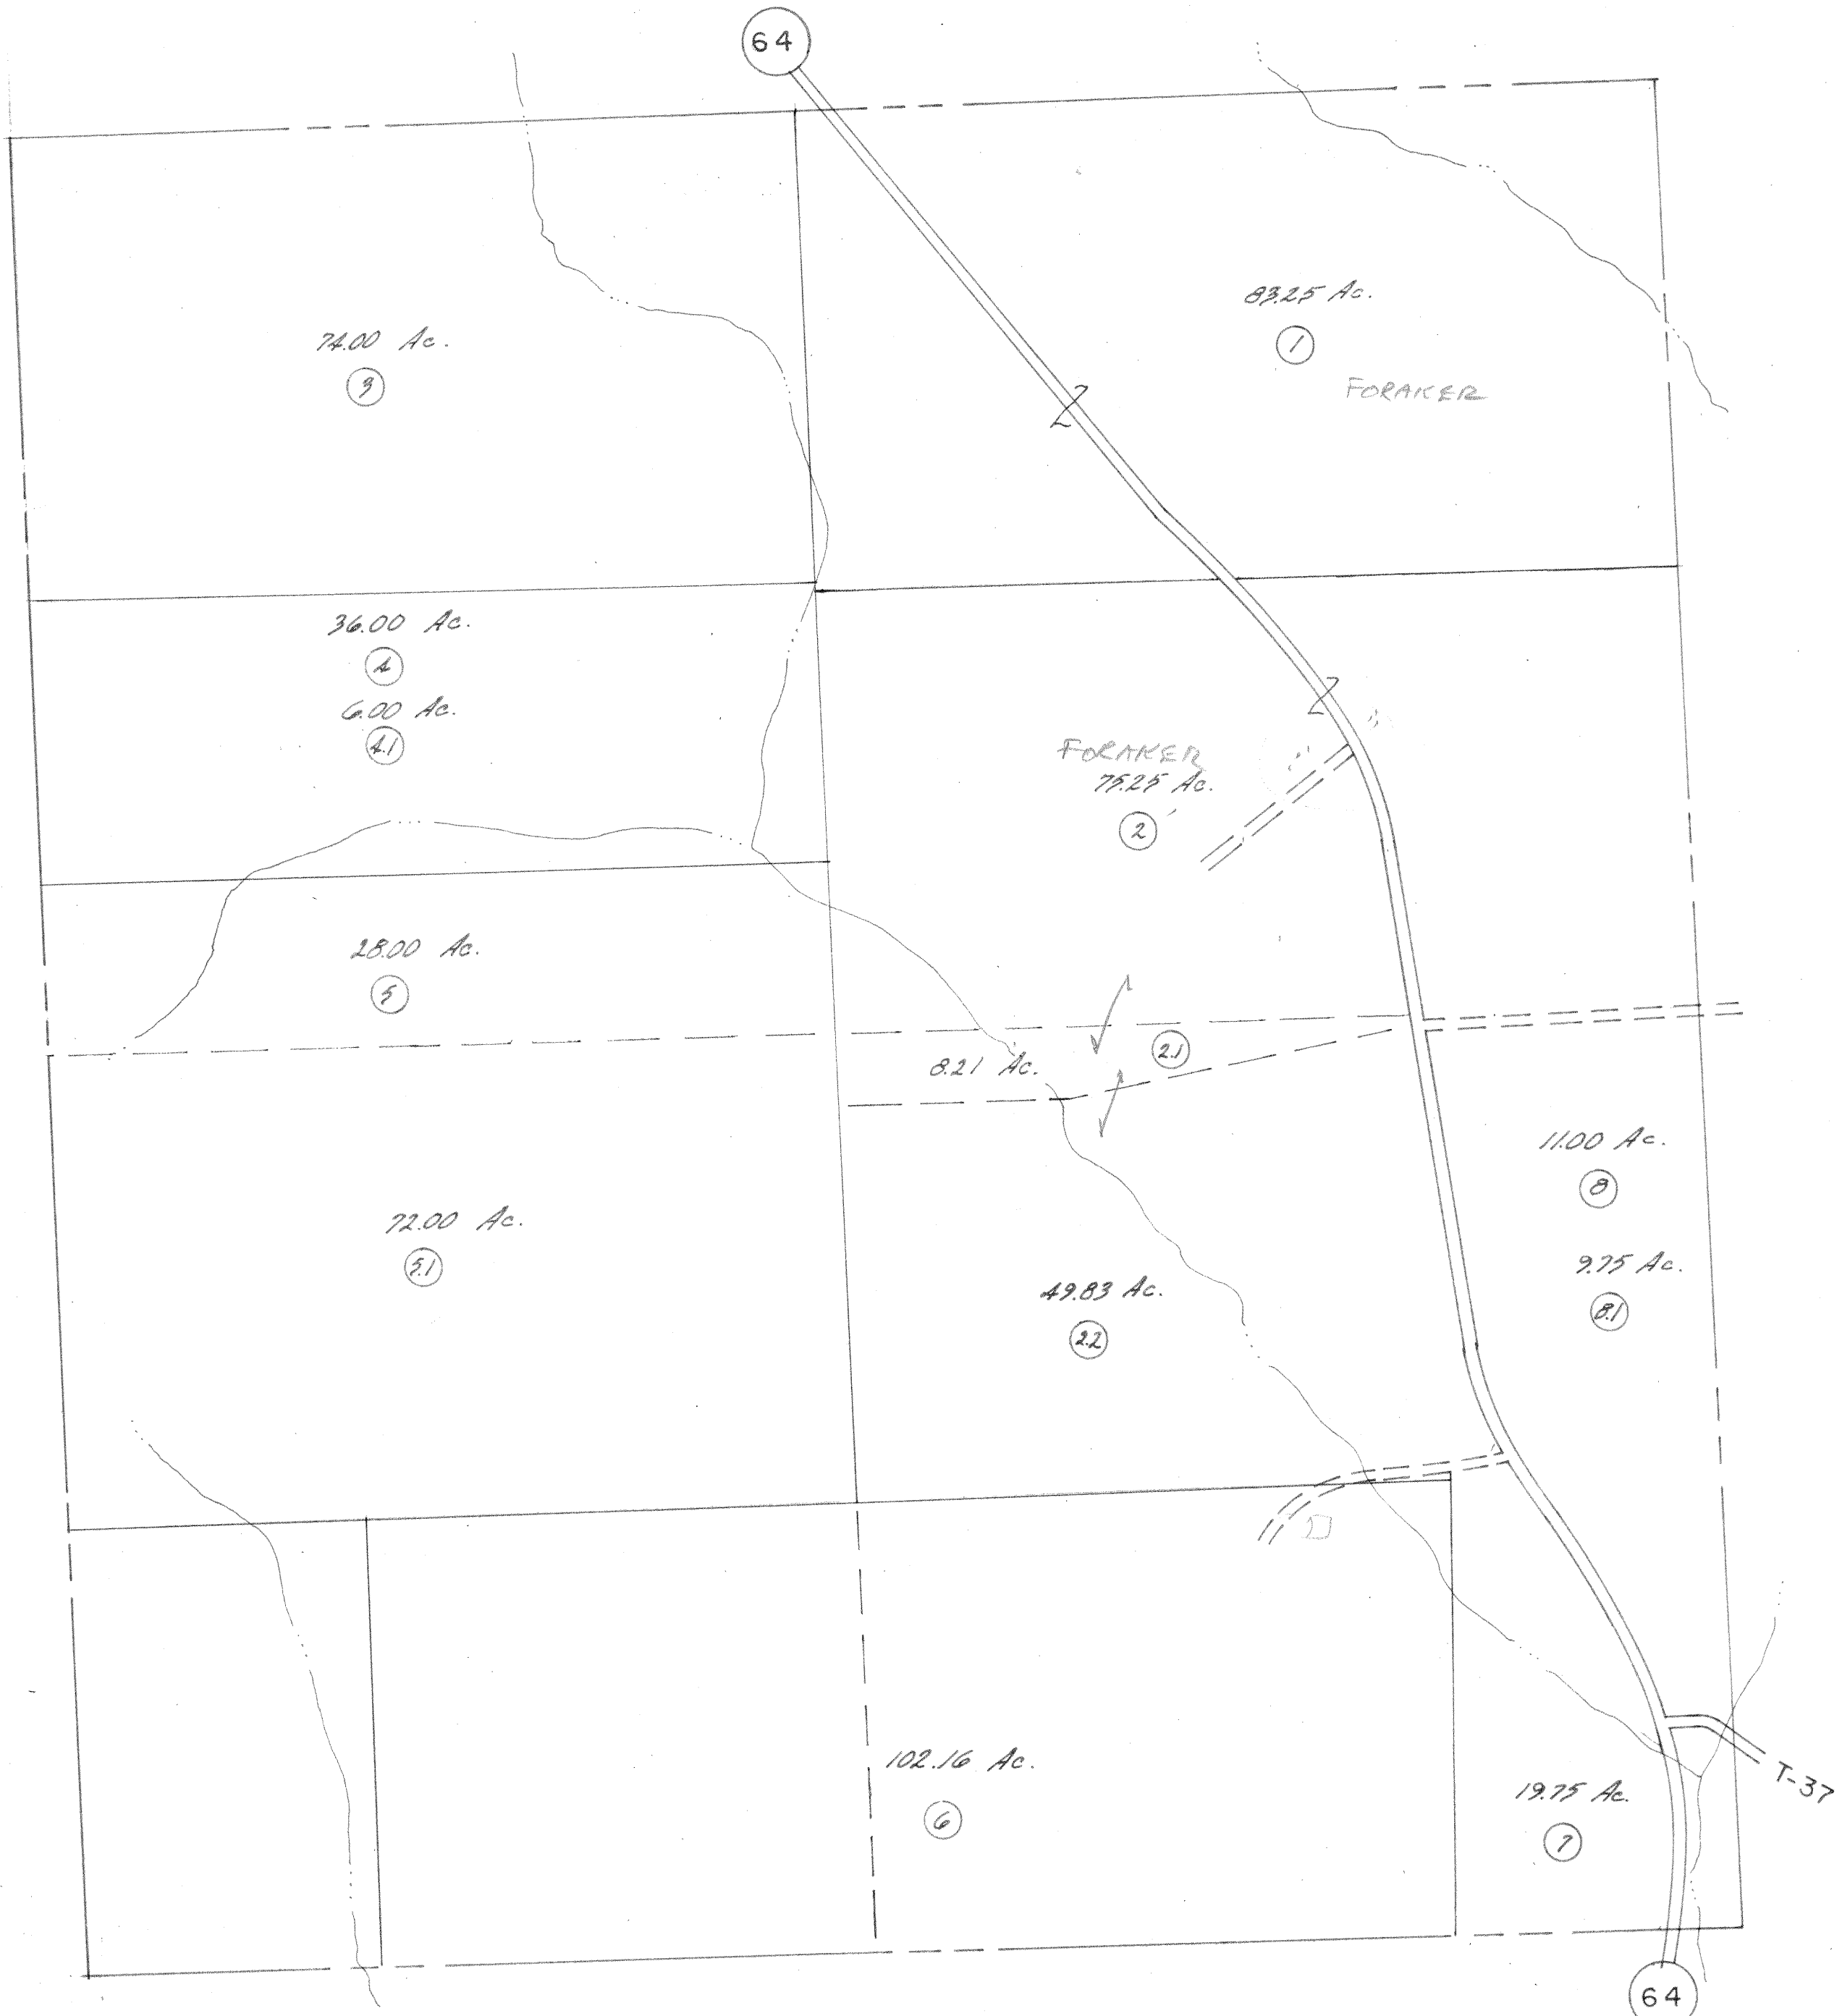 64
83.25 Ac.
1
FORAKER
74.00 Ac.
3
36.00 Ac.
4
6.00 Ac.
4.1
FORAKER
75.25 Ac.
2
28.00 Ac.
5
8.21 Ac.
2.1
11.00 Ac.
8
72.00 Ac.
5.1
9.75 Ac.
8.1
49.83 Ac.
2.2
102.16 Ac.
6
19.75 Ac.
7
T-37
64